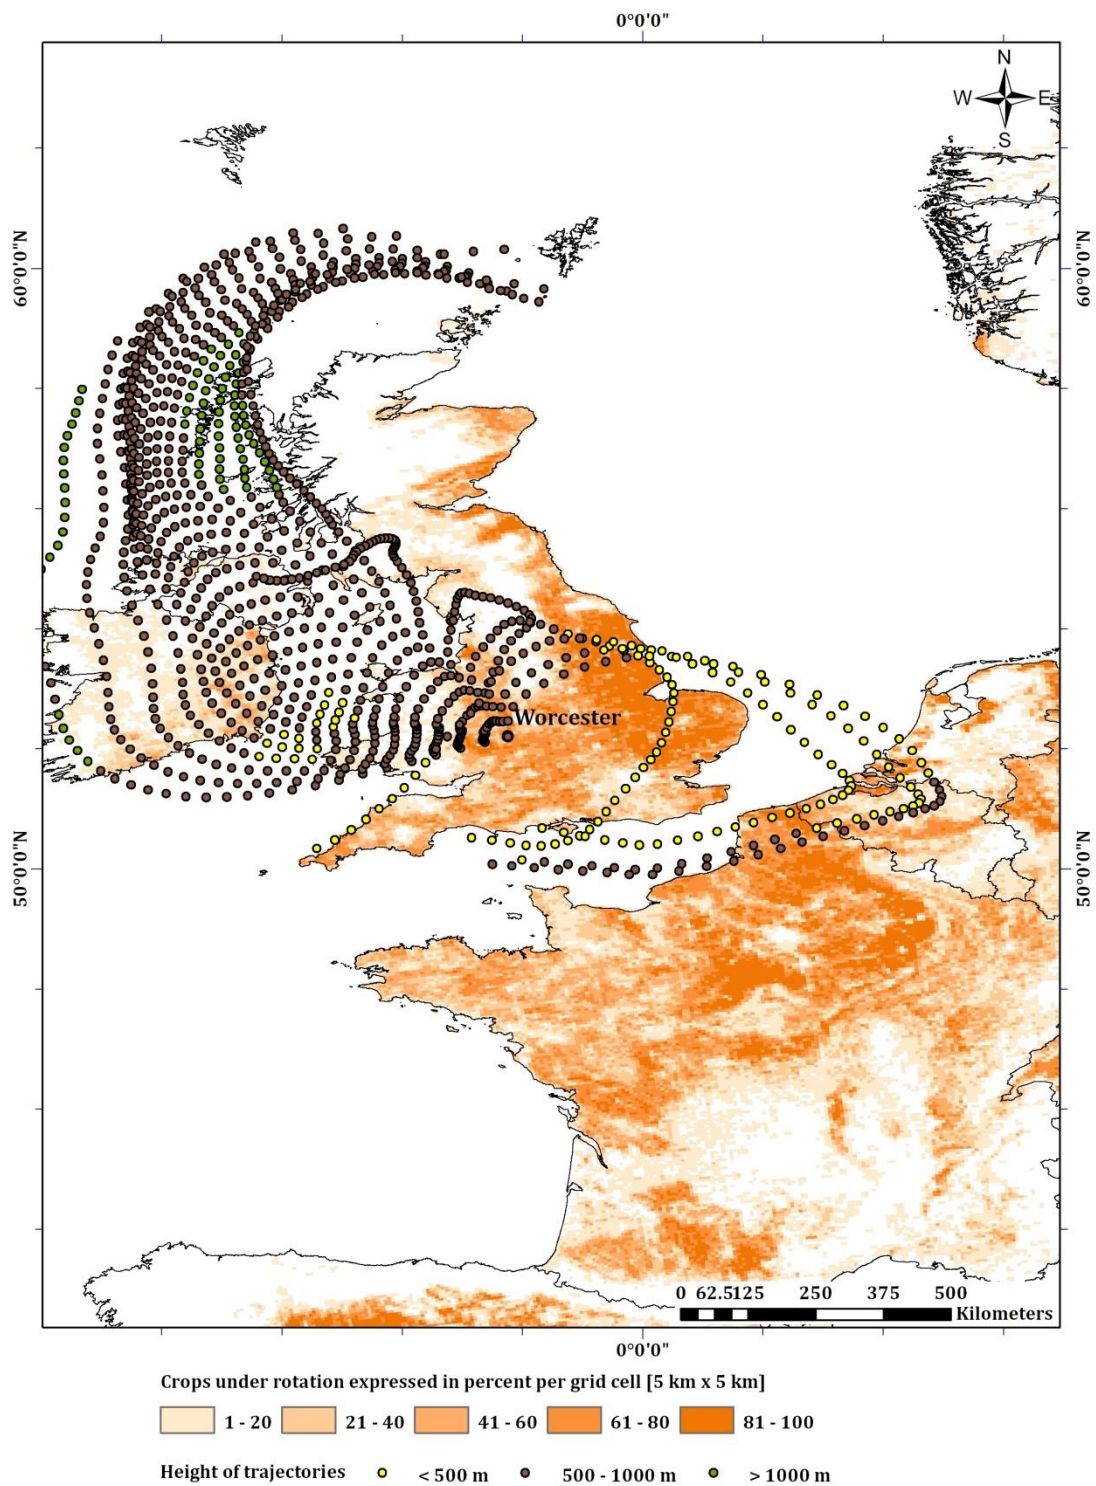 0°0'0"
N
W E
S
60°0'0"N
60°0'0"N
Worcester
50°0'0"N
50°0'0"N
0 62.5125 250 375 500
Kilometers
0°0'0"
Crops under rotation expressed in percent per grid cell [5 km x 5 km]
1 - 20 21 - 40 41 - 60 61 - 80 81 - 100
Height of trajectories < 500 m 500 - 1000 m > 1000 m